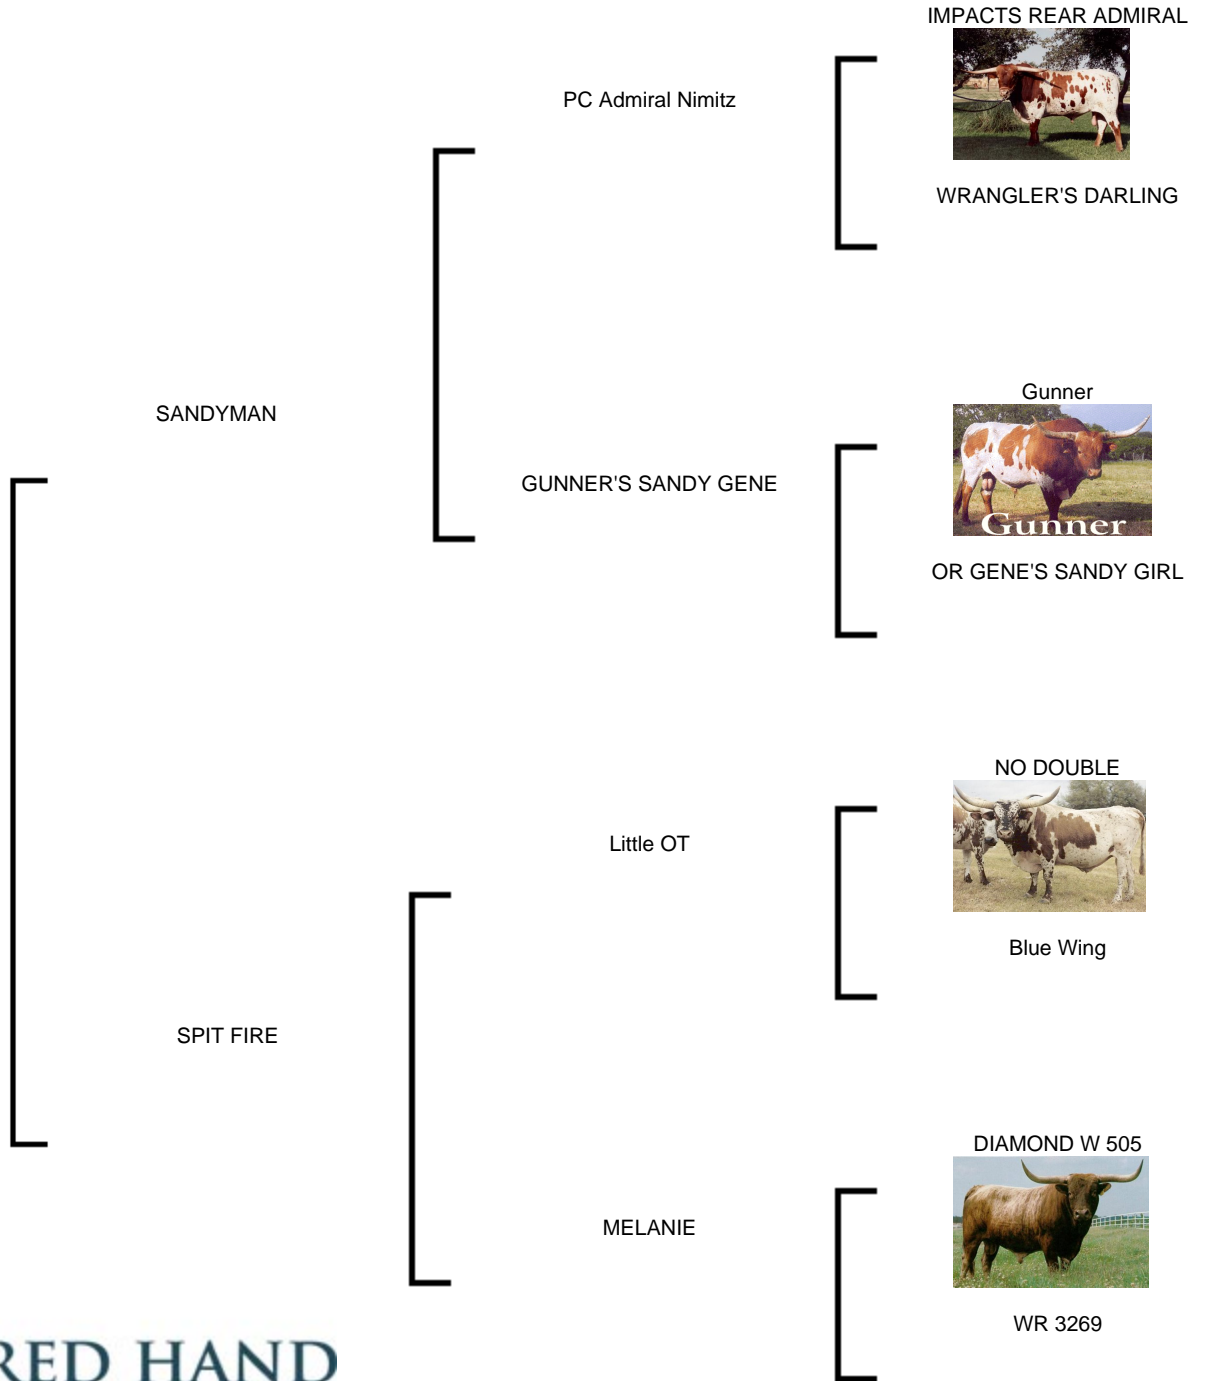 IMPACTS REAR ADMIRAL
PC Admiral Nimitz
WRANGLER'S DARLING
SANDYMAN
Gunner
GUNNER'S SANDY GENE
Gunner
OR GENE'S SANDY GIRL
NO DOUBLE
Little OT
Blue Wing
SPIT FIRE
DIAMOND W 505
MELANIE
WR 3269
RED HAND